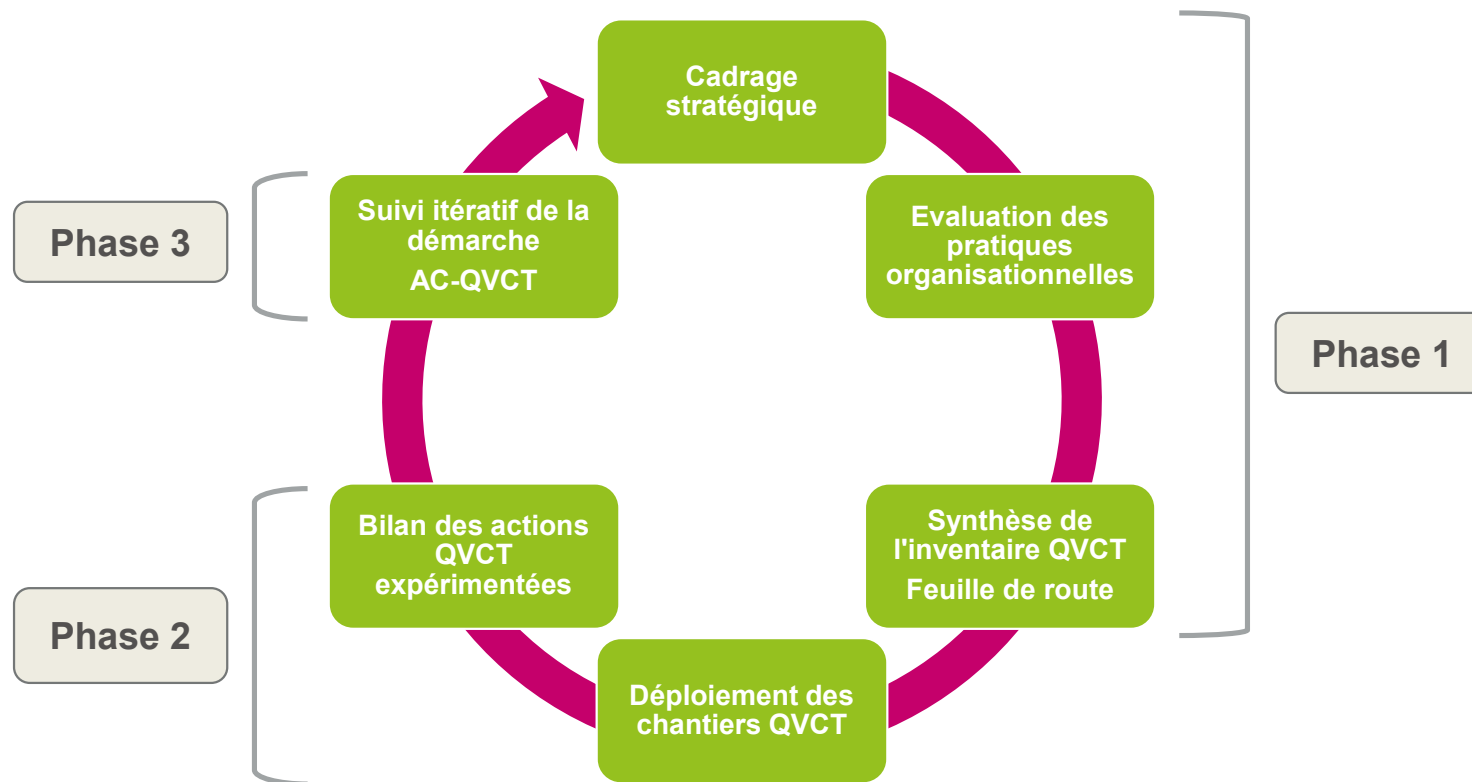 Cadrage
stratégique
Evaluation des
pratiques
organisationnelles
Phase 1
Synthèse de
l'inventaire QVCT
Feuille de route
Déploiement des
chantiers QVCT
Bilan des actions
QVCT
expérimentées
Phase 2
Suivi itératif de la
démarche
AC-QVCT
Phase 3